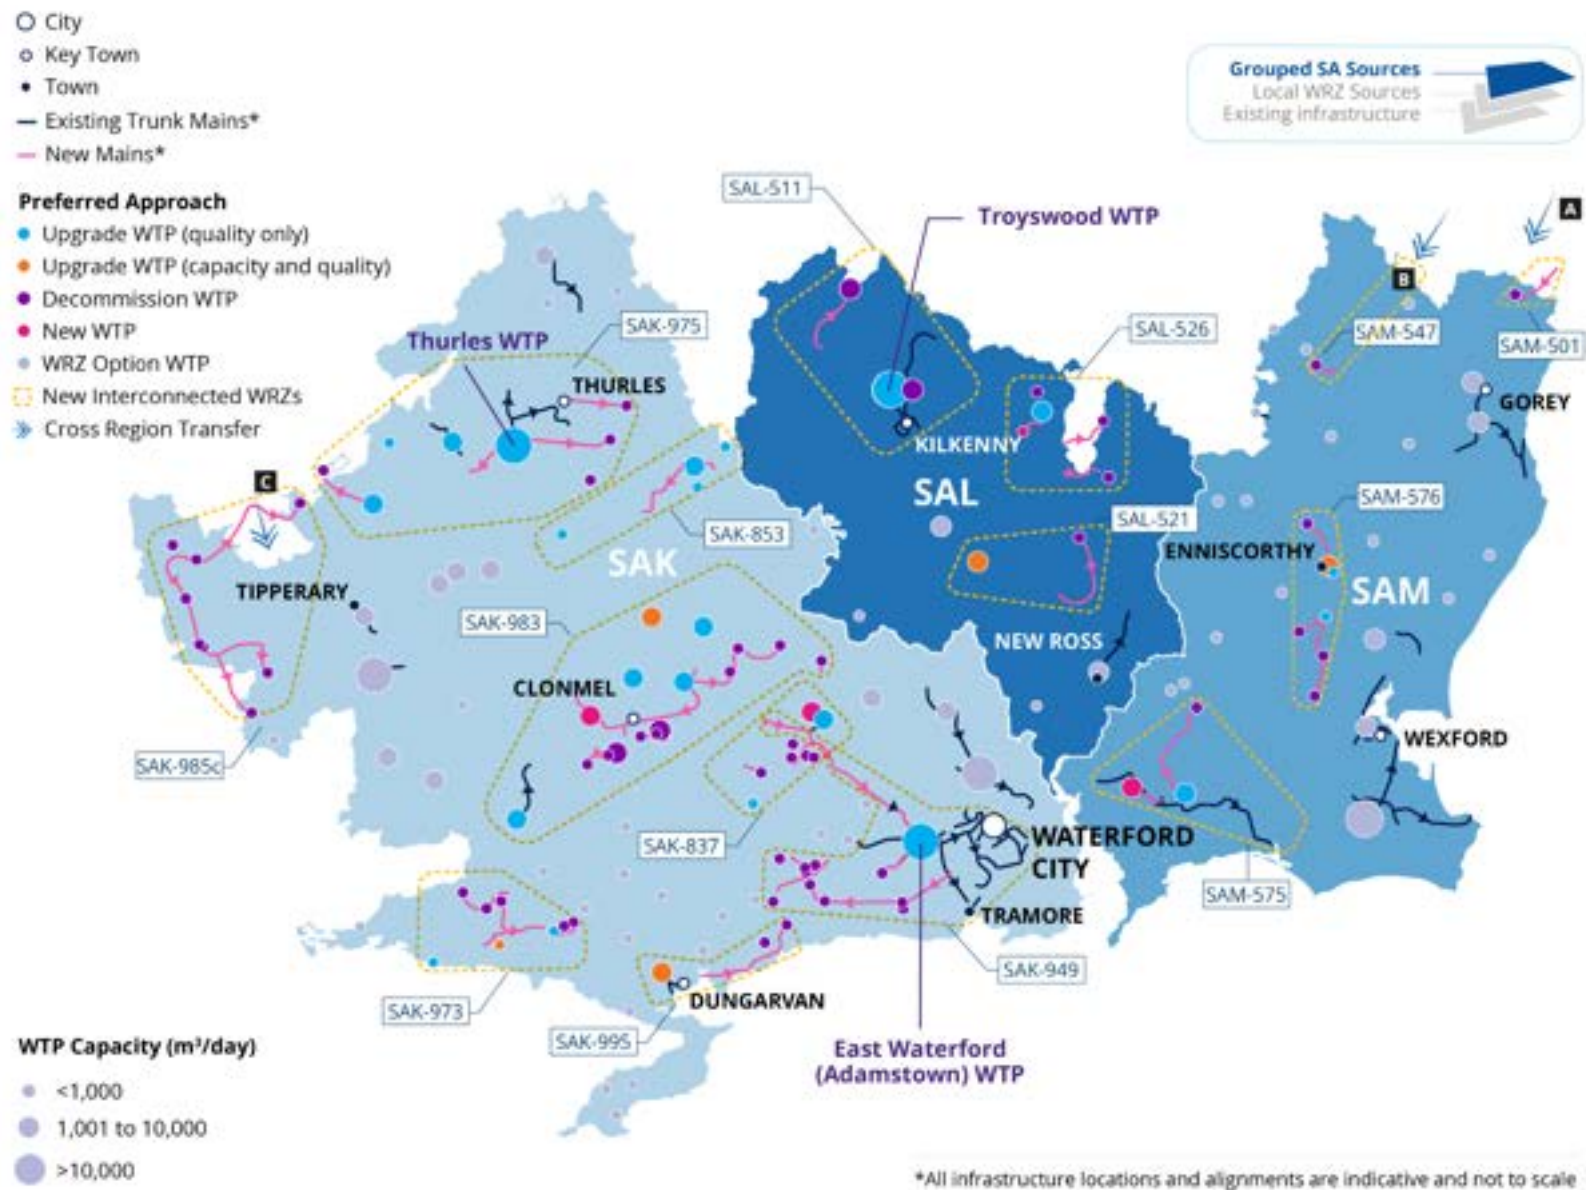 City
Key Town
Town
Existing Trunk Mains*
New Mains*
Preferred Approach
Upgrade WTP (quality only)
Upgrade WTP (capacity and quality)
Decommission WTP
New WTP
WRZ Option WTP
New Interconnected WRZs
Cross Region Transfer
Grouped SA Sources
Local WRZ Sources
Existing infrastructure
SAL-511
Troyswood WTP
A
B
SAK-975
SAL-526
SAM-547
SAM-501
Thurles WTP
THURLES
GOREY
KILKENNY
C
SAL
SAM-576
SAK-853
SAL-521
SAK
ENNISCORTHY
SAM
TIPPERARY
SAK-983
NEW ROSS
CLONMEL
SAK-985c
WEXFORD
SAK-837
WATERFORD
CITY
SAM-575
TRAMORE
SAK-949
SAK-973
DUNGARVAN
SAK-995
East Waterford
(Adamstown) WTP
WTP Capacity (m³/day)
<1,000
1,001 to 10,000
>10,000
*All infrastructure locations and alignments are indicative and not to scale